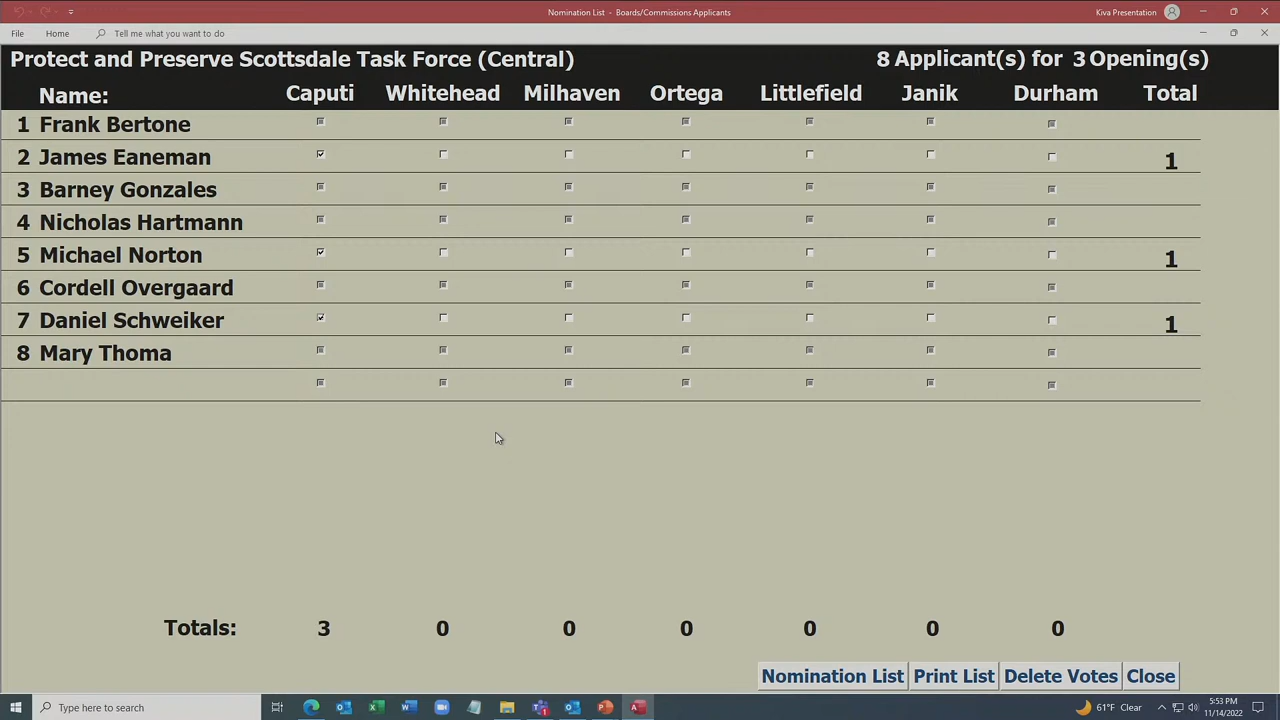 Nomination List - Boards/Commissions Applicants
Kiva Presentation
File Home Tell me what you want to do
Protect and Preserve Scottsdale Task Force (Central) 8 Applicant(s) for 3 Opening(s)
Name: Caputi Whitehead Milhaven Ortega Littlefield Janik Durham Total
1 Frank Bertone
2 James Eaneman 1
3 Barney Gonzales
4 Nicholas Hartmann
5 Michael Norton 1
6 Cordell Overgaard
7 Daniel Schweiker 1
8 Mary Thoma
Totals: 3 0 0 0 0 0 0
Nomination List Print List Delete Votes Close
Type here to search
61°F Clear
5:53 PM
11/14/2022